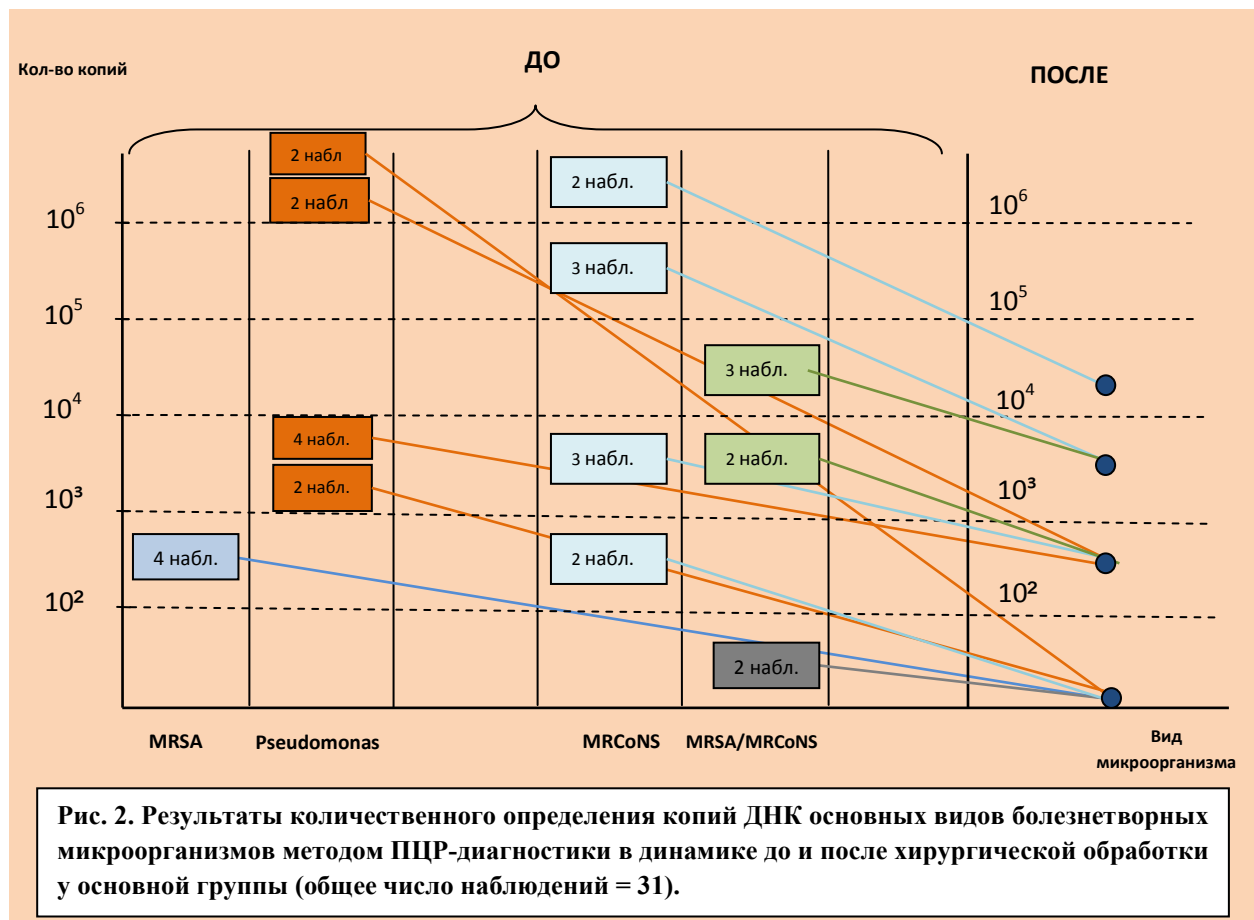 Кол-во копий
ДО
ПОСЛЕ
2 набл
2 набл
2 набл.
10⁶
10⁶
3 набл.
10⁵
10⁵
3 набл.
10⁴
10⁴
4 набл.
3 набл.
2 набл.
2 набл.
10³
10³
4 набл.
2 набл.
10²
10²
2 набл.
MRSA
Pseudomonas
MRCoNS
MRSA/MRCoNS
Вид
микроорганизма
Рис. 2. Результаты количественного определения копий ДНК основных видов болезнетворных
микроорганизмов методом ПЦР-диагностики в динамике до и после хирургической обработки
у основной группы (общее число наблюдений = 31).